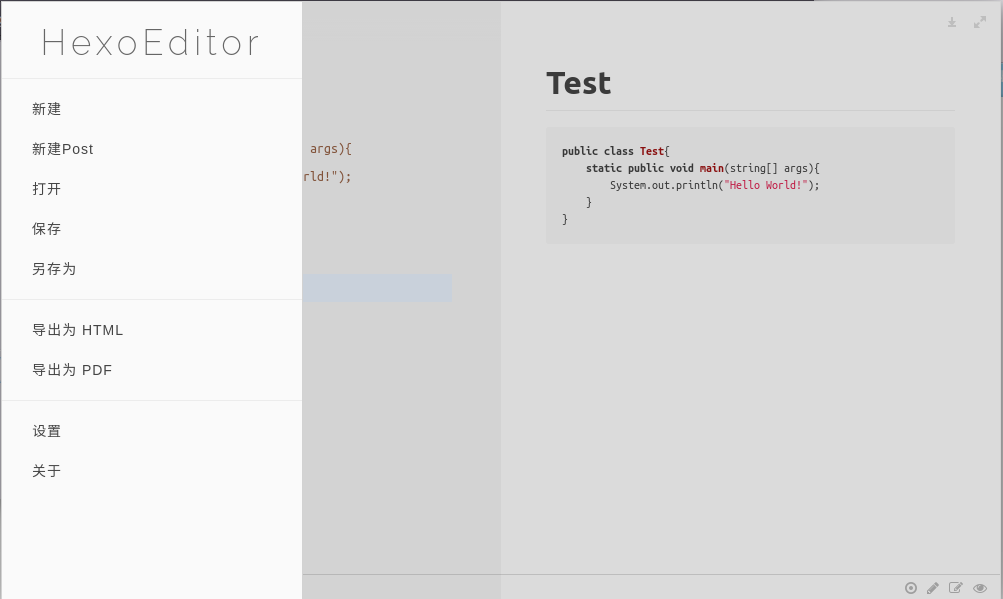 HexoEditor
新建
新建Post
打开
保存
另存为
导出为 HTML
导出为 PDF
设置
关于
args){
rld!");
Test
public class Test{
    static public void main(string[] args){
        System.out.println("Hello World!");
    }
}